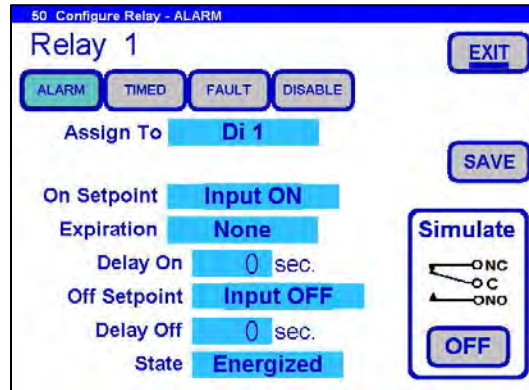 50 Configure Relay - ALARM
Relay 1
EXIT
ALARM TIMED FAULT DISABLE
Assign To Di 1
SAVE
On Setpoint Input ON
Expiration None
Delay On 0 sec.
Off Setpoint Input OFF
Delay Off 0 sec.
State Energized
Simulate
NC
C
NO
OFF